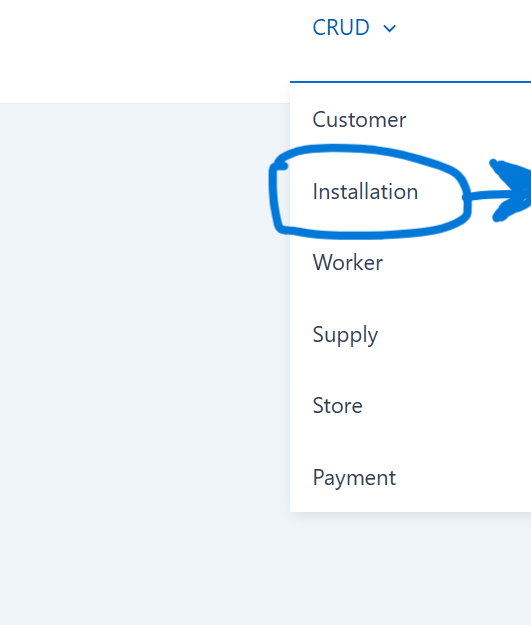 CRUD
Customer
Installation
Worker
Supply
Store
Payment